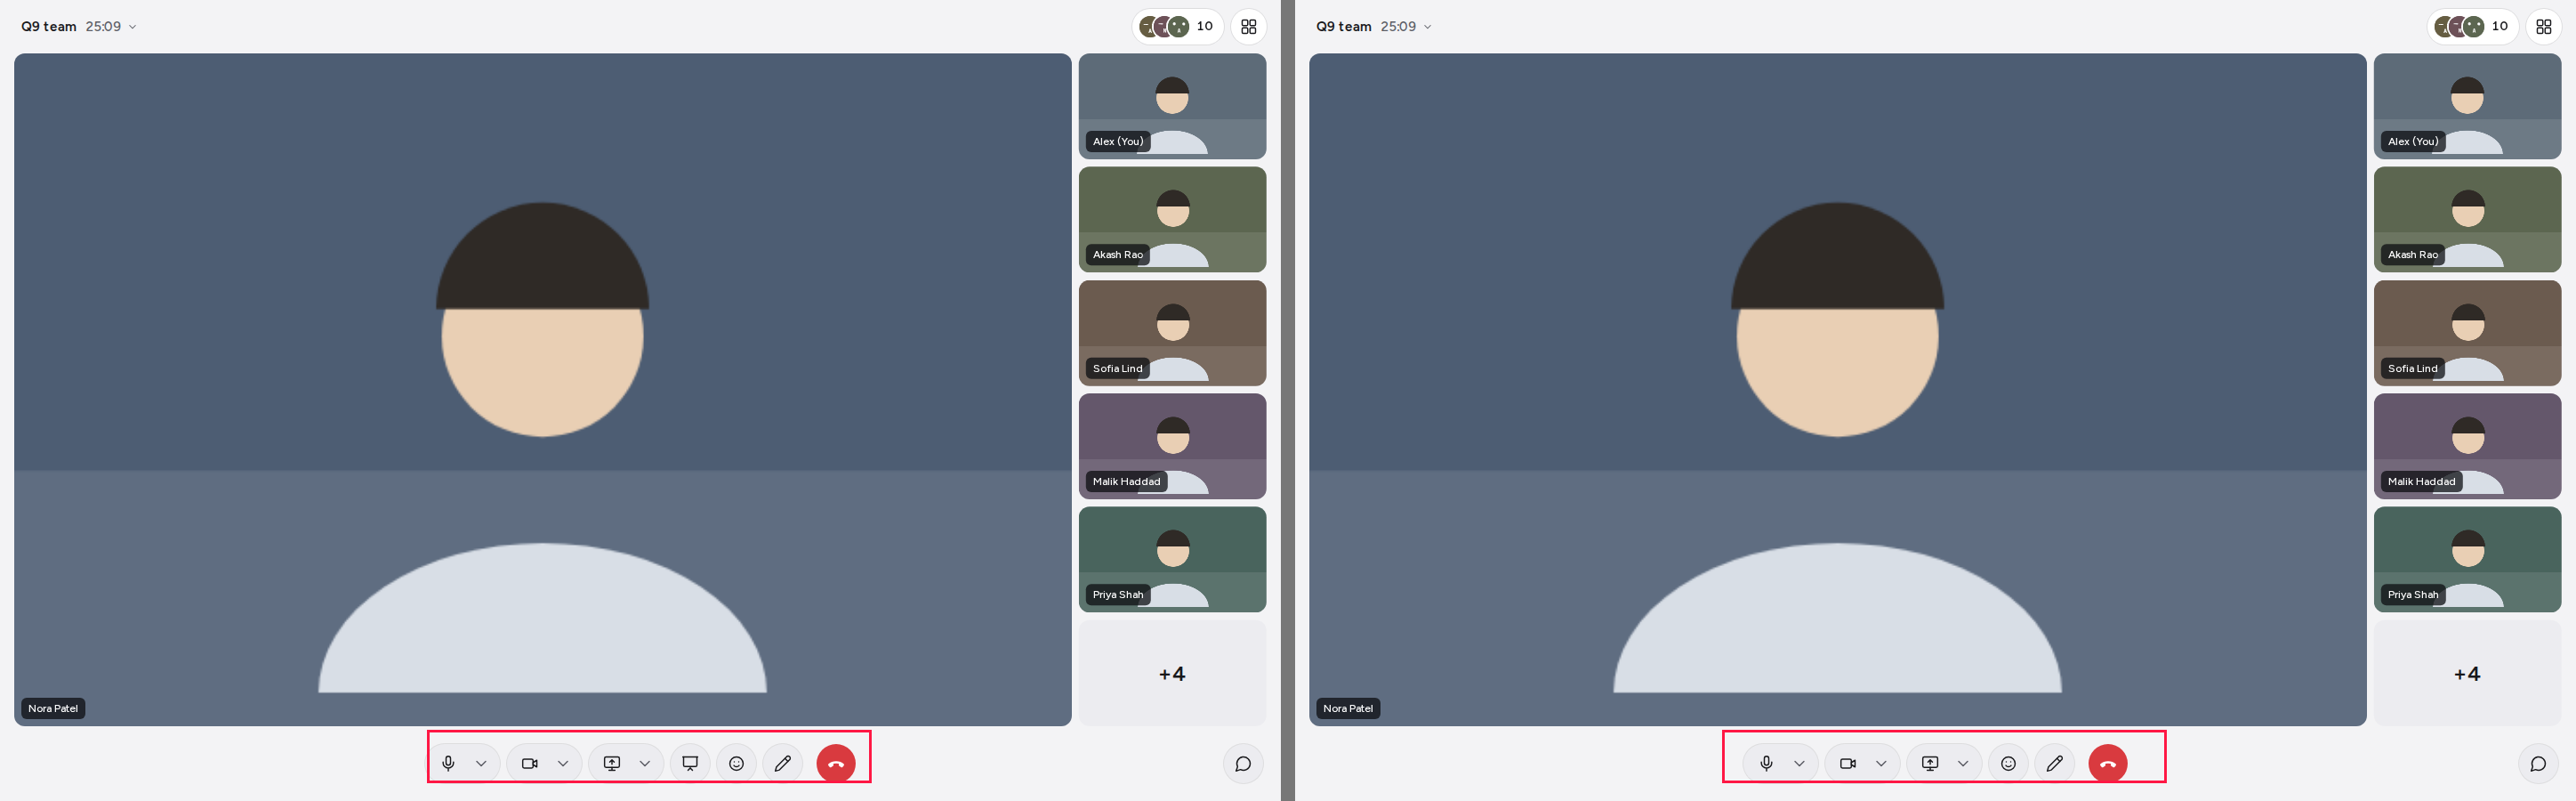 Q9 team 25:09
10
Alex (You)
Akash Rao
Sofia Lind
Malik Haddad
Priya Shah
+4
Nora Patel
Q9 team 25:09
10
Alex (You)
Akash Rao
Sofia Lind
Malik Haddad
Priya Shah
+4
Nora Patel